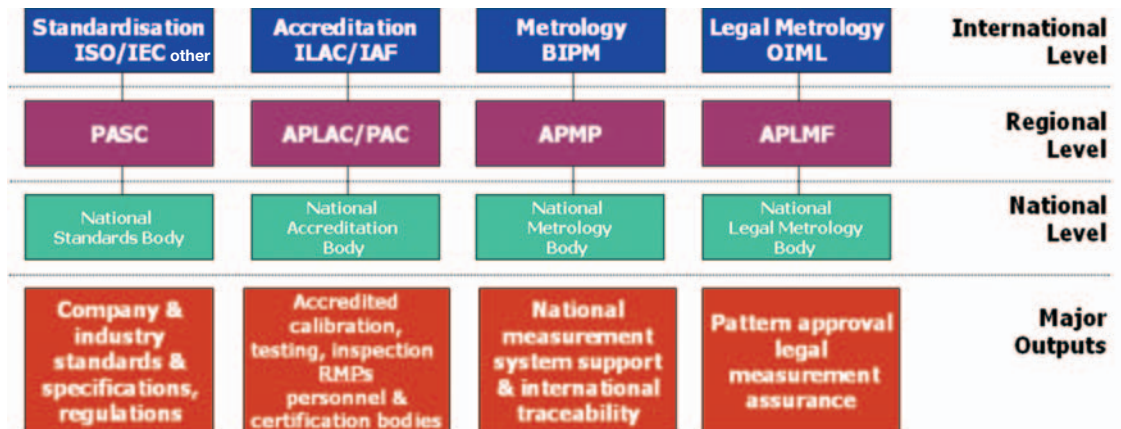 Standardisation
ISO/IEC other
Accreditation
ILAC/IAF
Metrology
BIPM
Legal Metrology
OIML
International
Level
PASC
APLAC/PAC
APMP
APLMF
Regional
Level
National
Standards Body
National
Accreditation
Body
National
Metrology
Body
National
Legal Metrology
Body
National
Level
Company &
industry
standards &
specifications,
regulations
Accredited
calibration,
testing, inspection
RMPs
personnel &
certification bodies
National
measurement
system support
& international
traceability
Pattern approval
legal
measurement
assurance
Major
Outputs